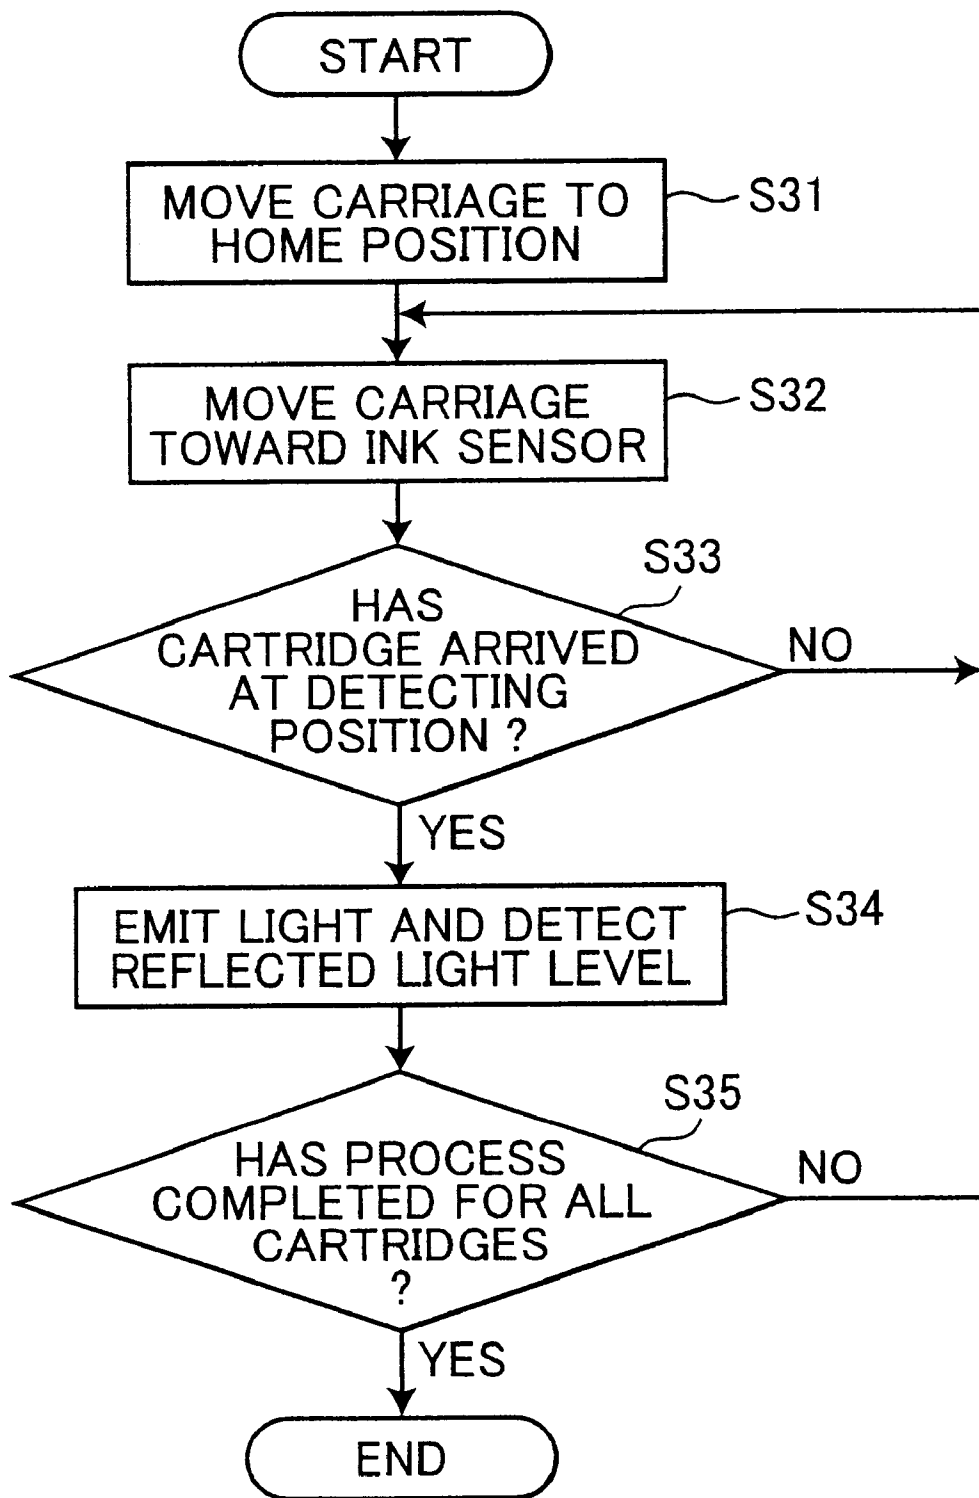 START
MOVE CARRIAGE TO
HOME POSITION
S31
MOVE CARRIAGE
TOWARD INK SENSOR
S32
S33
HAS
CARTRIDGE ARRIVED
AT DETECTING
POSITION ?
NO
YES
EMIT LIGHT AND DETECT
REFLECTED LIGHT LEVEL
S34
S35
HAS PROCESS
COMPLETED FOR ALL
CARTRIDGES
?
NO
YES
END